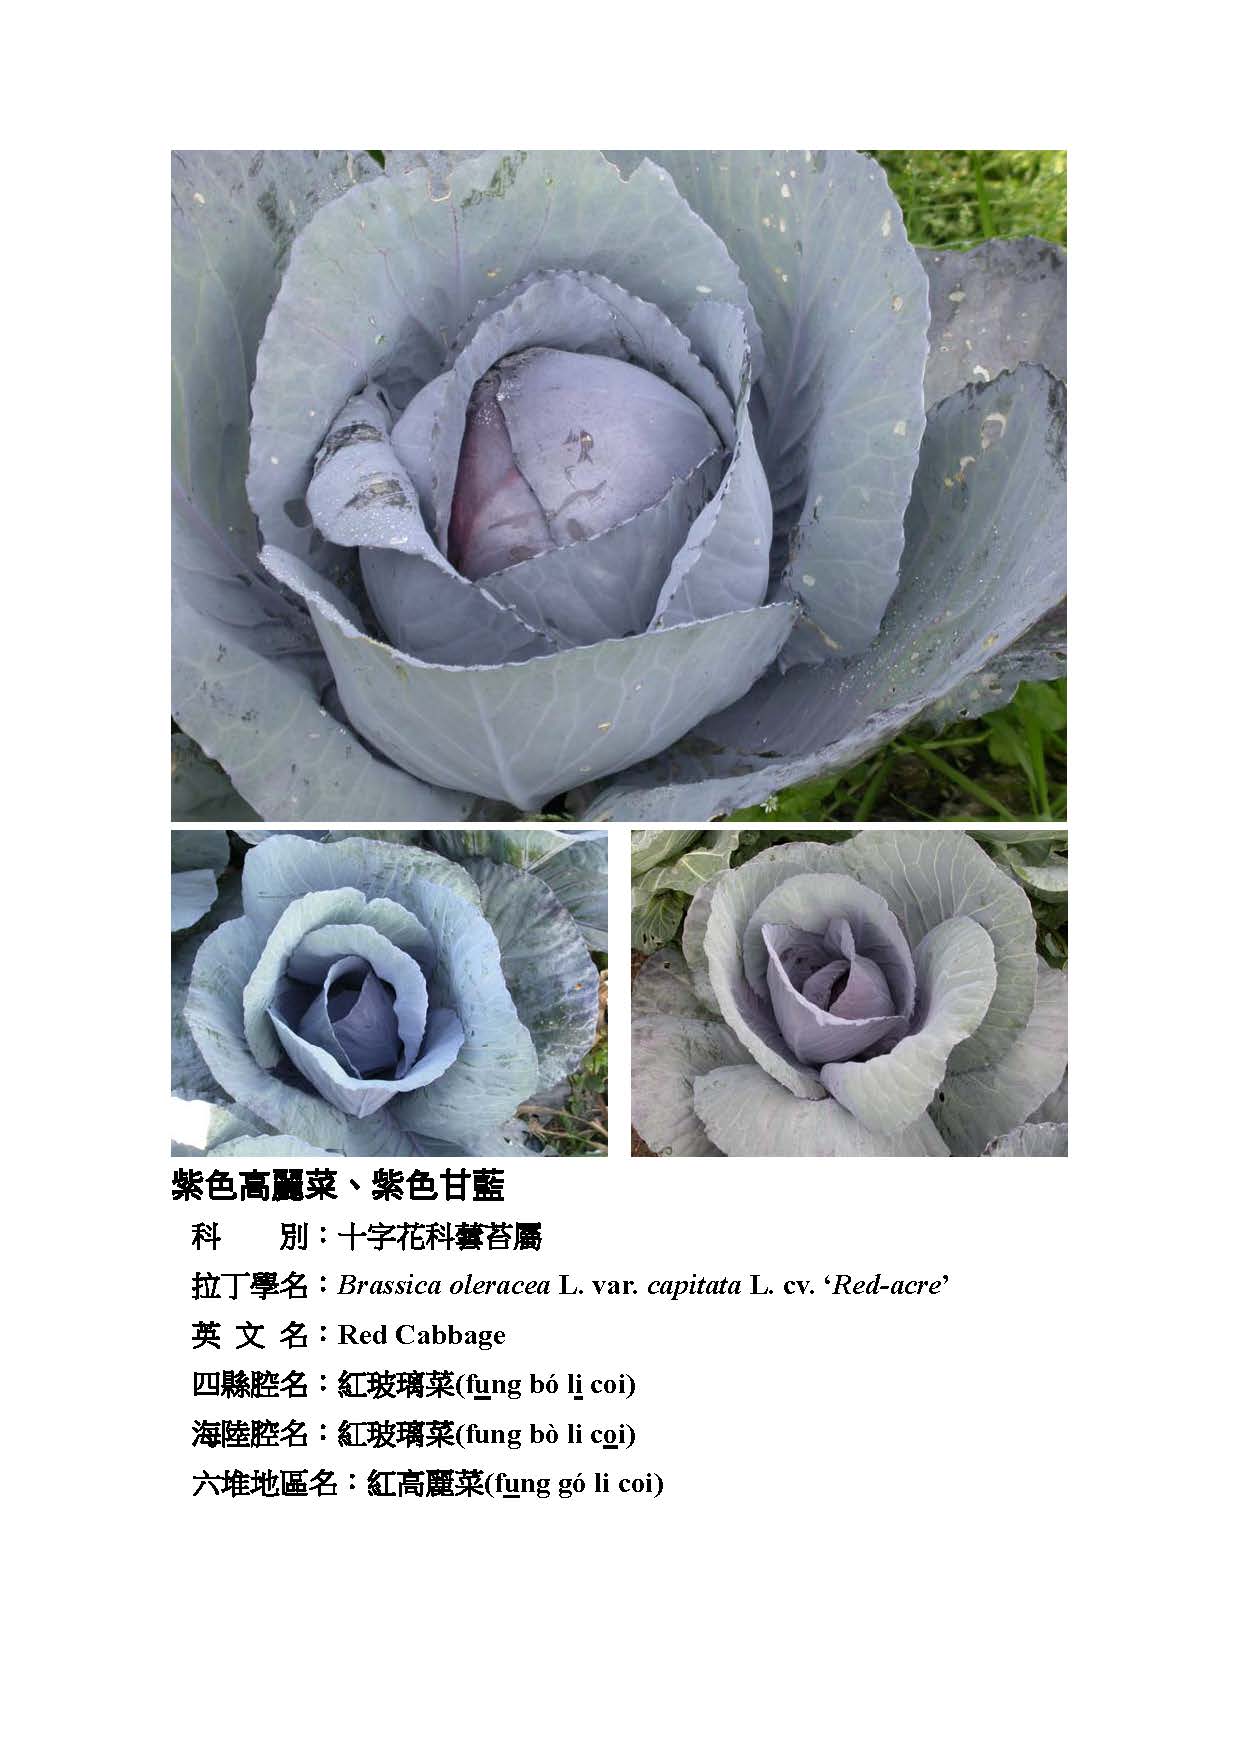 紫色高麗菜、紫色甘藍
科　　別：十字花科蕓苔屬
拉丁學名：Brassica oleracea L. var. capitata L. cv. ‘Red-acre’
英 文 名：Red Cabbage
四縣腔名：紅玻璃菜(fung bó li coi)
海陸腔名：紅玻璃菜(fung bò li coi)
六堆地區名：紅高麗菜(fung gó li coi)